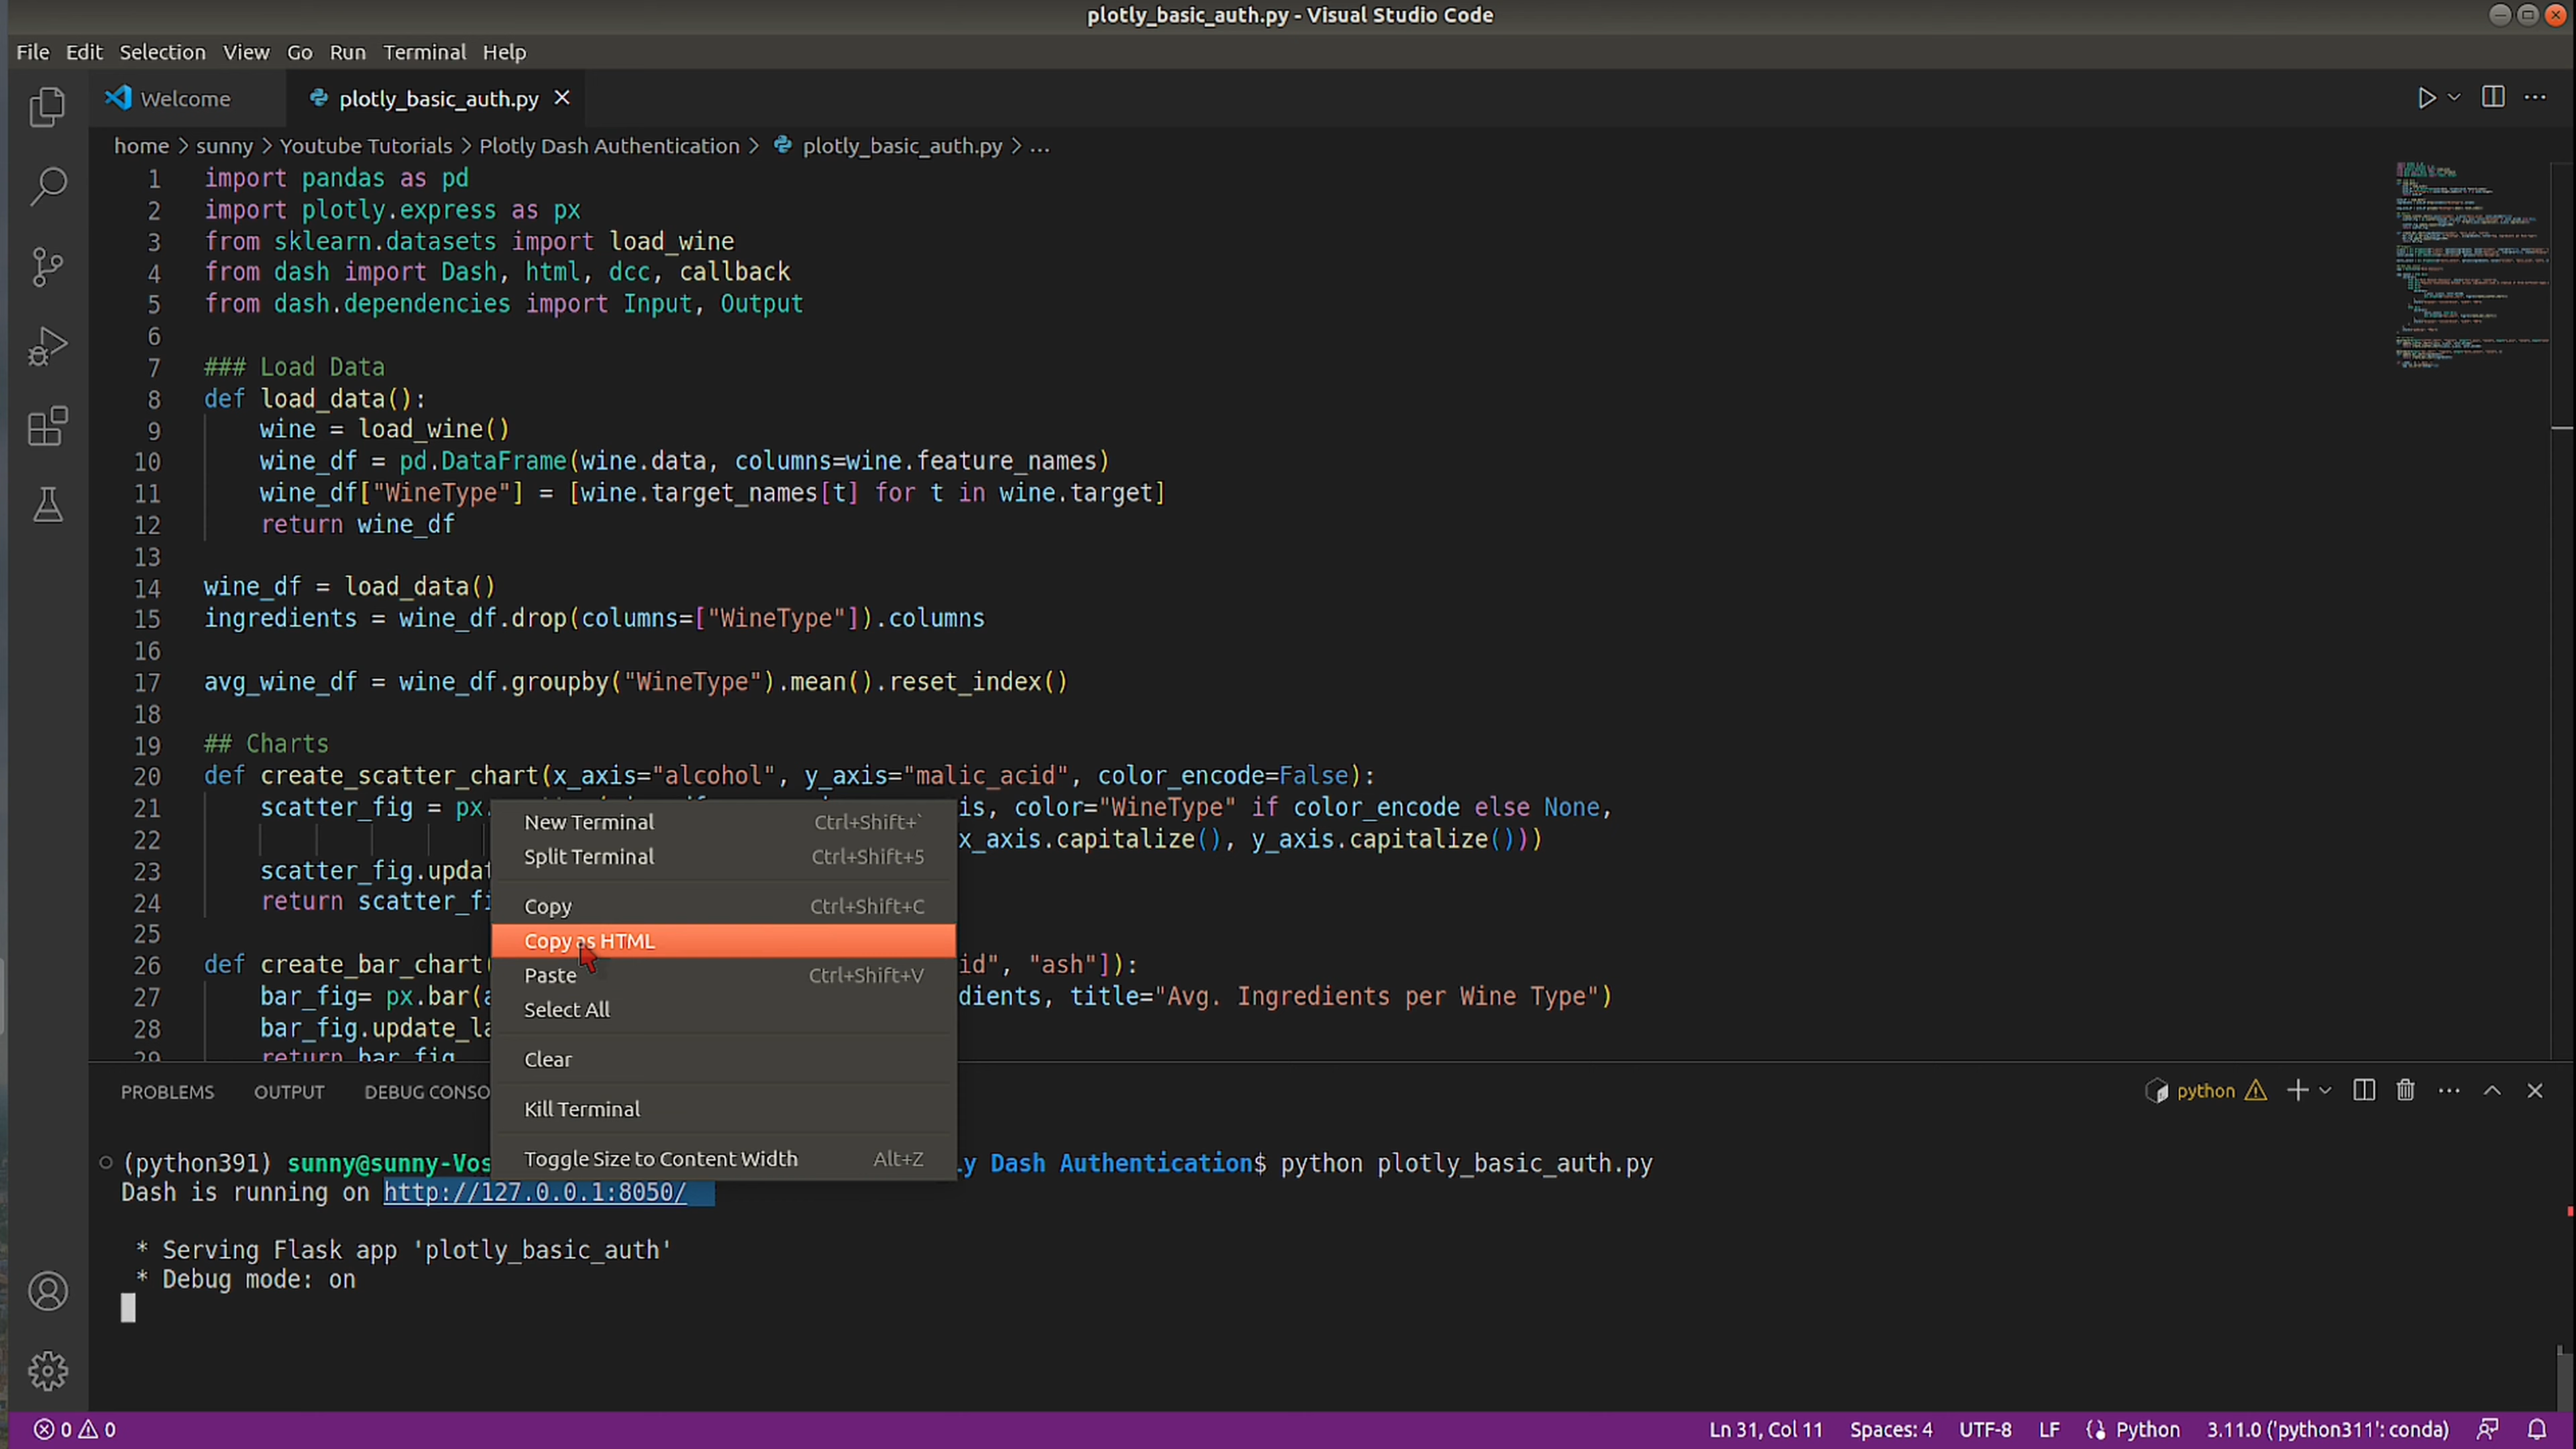 plotly_basic_auth.py - Visual Studio Code
File Edit Selection View Go Run Terminal Help
Welcome plotly_basic_auth.py
home > sunny > Youtube Tutorials > Plotly Dash Authentication > plotly_basic_auth.py > ...
1 import pandas as pd
2 import plotly.express as px
3 from sklearn.datasets import load_wine
4 from dash import Dash, html, dcc, callback
5 from dash.dependencies import Input, Output
6
7 ### Load Data
8 def load_data():
9 wine = load_wine()
10 wine_df = pd.DataFrame(wine.data, columns=wine.feature_names)
11 wine_df["WineType"] = [wine.target_names[t] for t in wine.target]
12 return wine_df
13
14 wine_df = load_data()
15 ingredients = wine_df.drop(columns=["WineType"]).columns
16
17 avg_wine_df = wine_df.groupby("WineType").mean().reset_index()
18
19 ## Charts
20 def create_scatter_chart(x_axis="alcohol", y_axis="malic_acid", color_encode=False):
21 scatter_fig = px. is, color="WineType" if color_encode else None,
22 x_axis.capitalize(), y_axis.capitalize()))
23 scatter_fig.updat
24 return scatter_fi
25
26 def create_bar_chart( id", "ash"]):
27 bar_fig= px.bar(a dients, title="Avg. Ingredients per Wine Type")
28 bar_fig.update_la
29 return bar_fig
New Terminal Ctrl+Shift+`
Split Terminal Ctrl+Shift+5
Copy Ctrl+Shift+C
Copy as HTML
Paste Ctrl+Shift+V
Select All
Clear
Kill Terminal
Toggle Size to Content Width Alt+Z
PROBLEMS OUTPUT DEBUG CONSO python
(python391) sunny@sunny-Vos ly Dash Authentication$ python plotly_basic_auth.py
Dash is running on http://127.0.0.1:8050/
* Serving Flask app 'plotly_basic_auth'
* Debug mode: on
0 0 Ln 31, Col 11 Spaces: 4 UTF-8 LF Python 3.11.0 ('python311': conda)